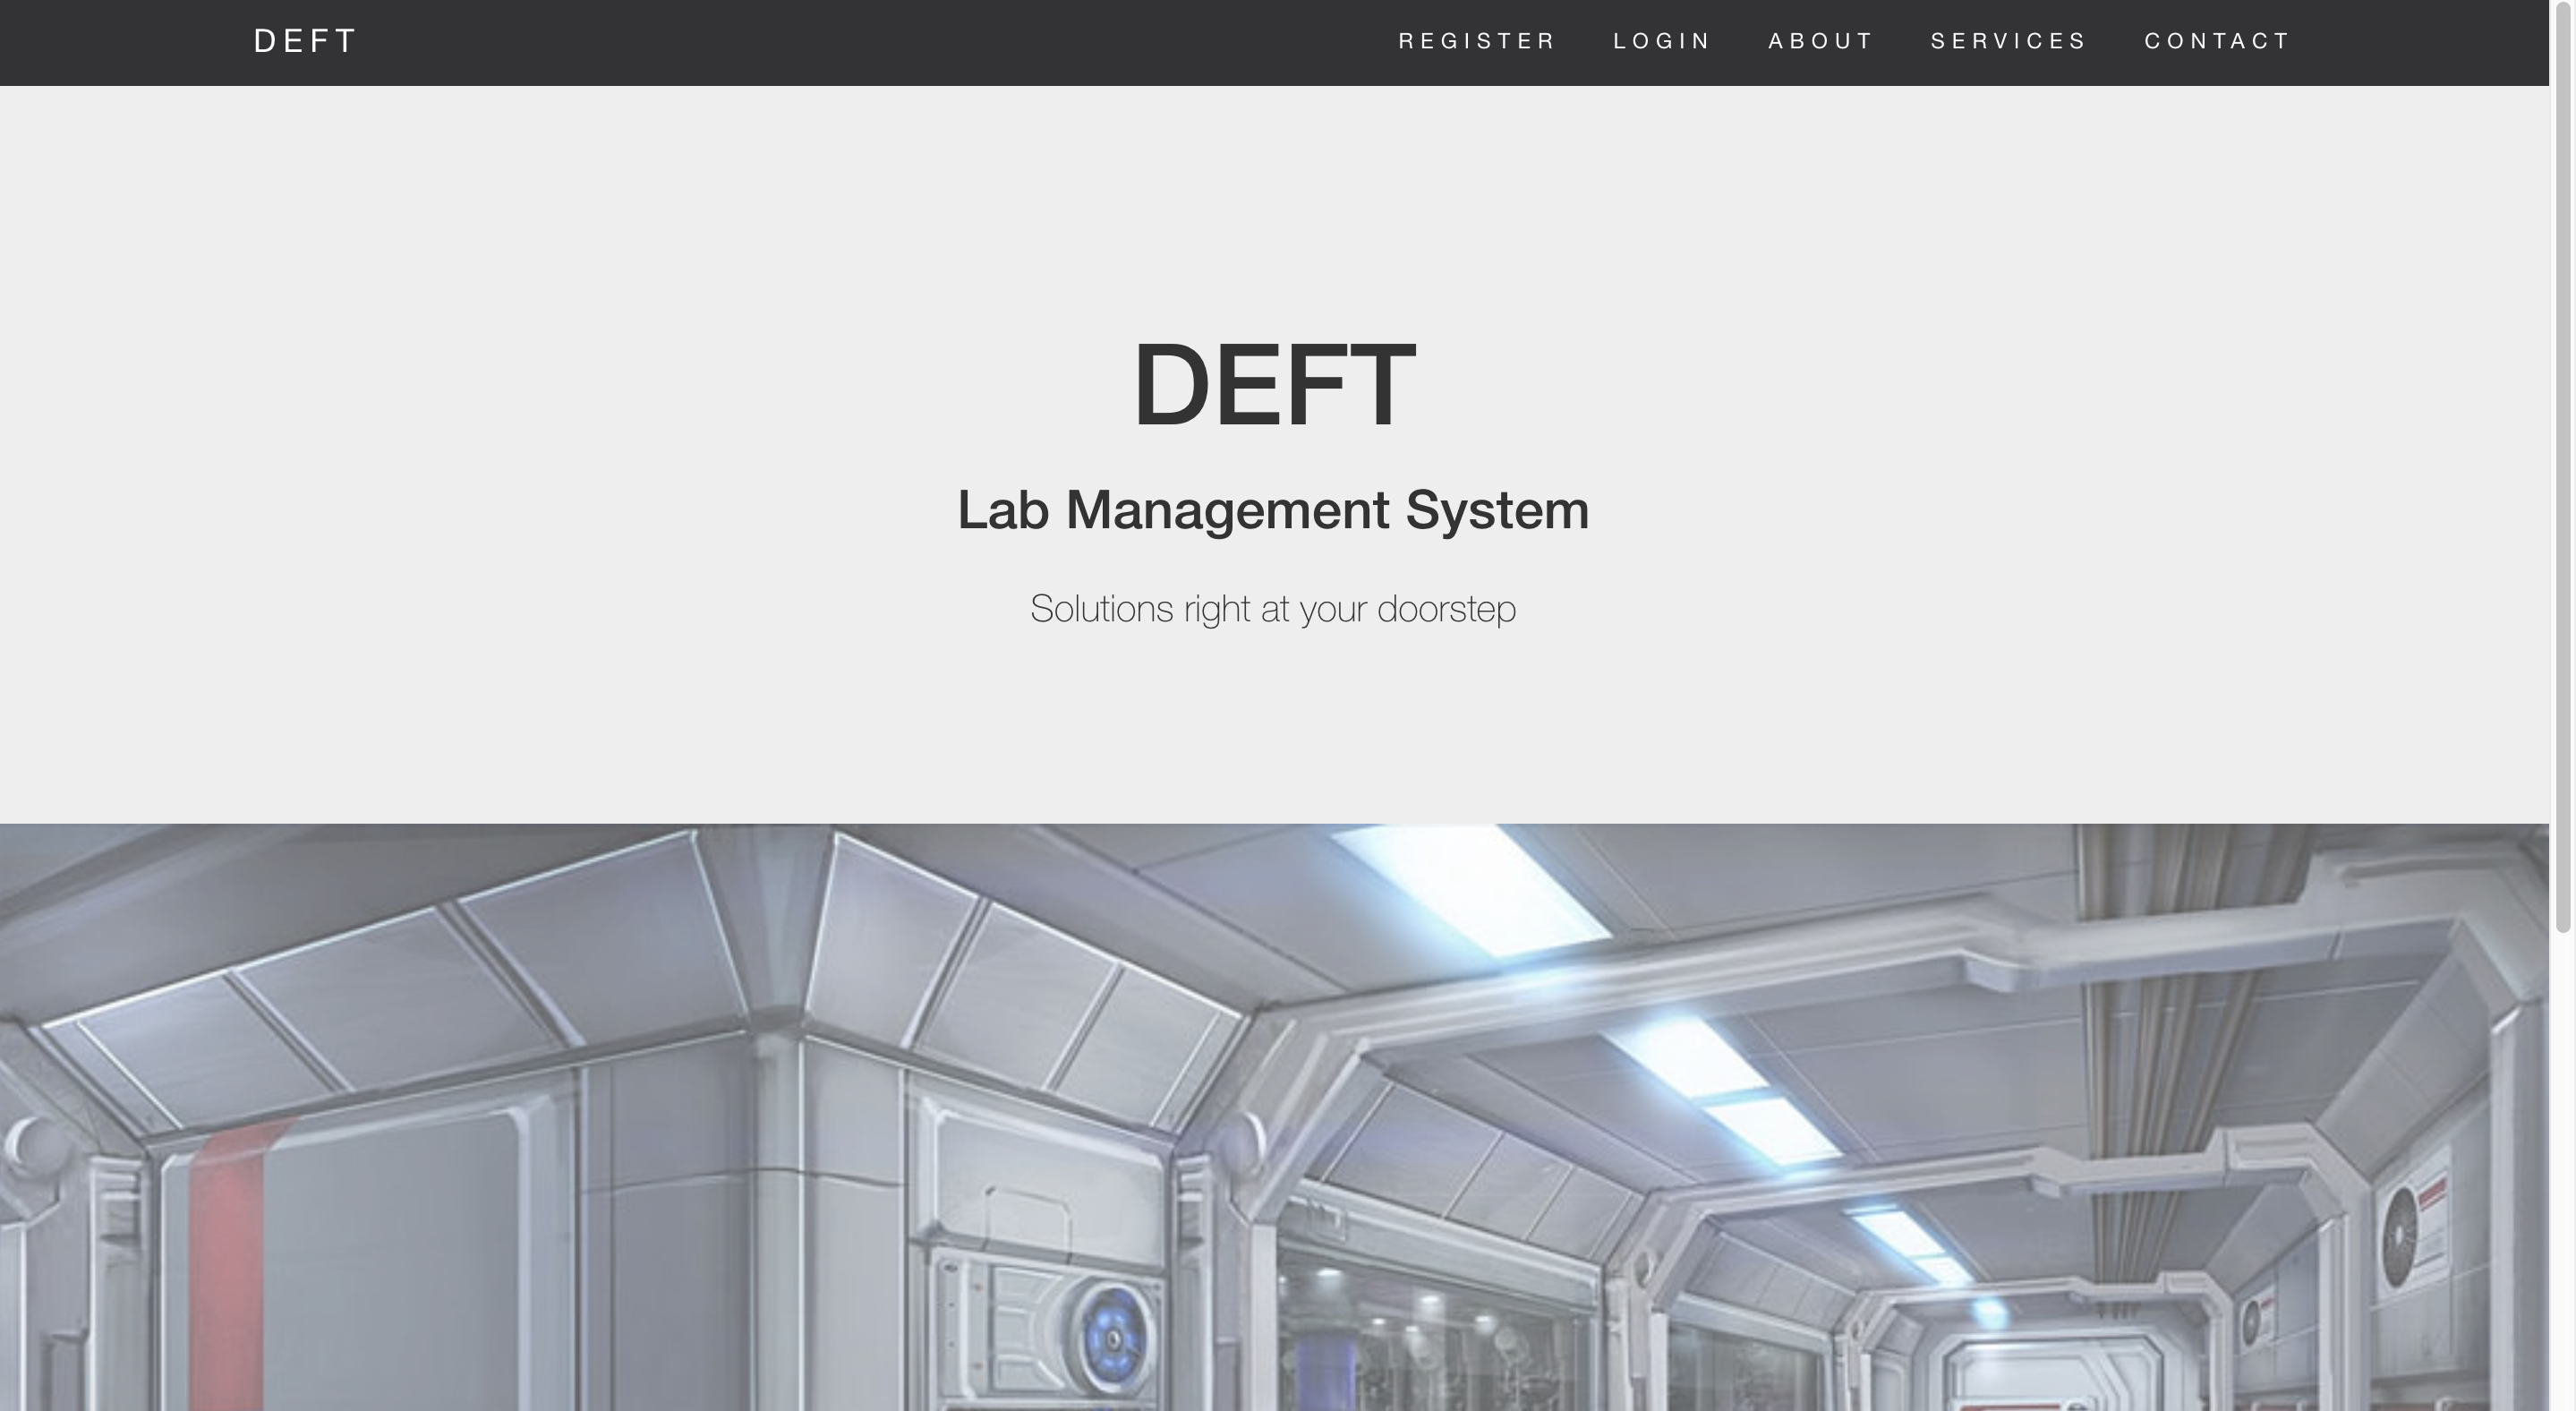 DEFT
REGISTER LOGIN ABOUT SERVICES CONTACT
DEFT
Lab Management System
Solutions right at your doorstep